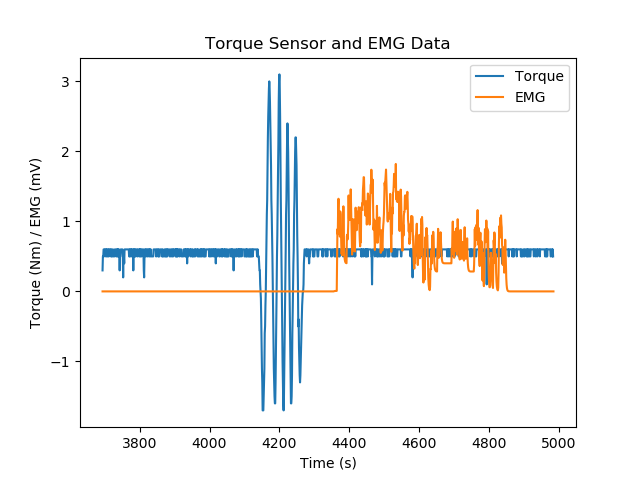 Torque Sensor and EMG Data
Torque
EMG
3
2
1
0
−1
Torque (Nm) / EMG (mV)
3800 4000 4200 4400 4600 4800 5000
Time (s)